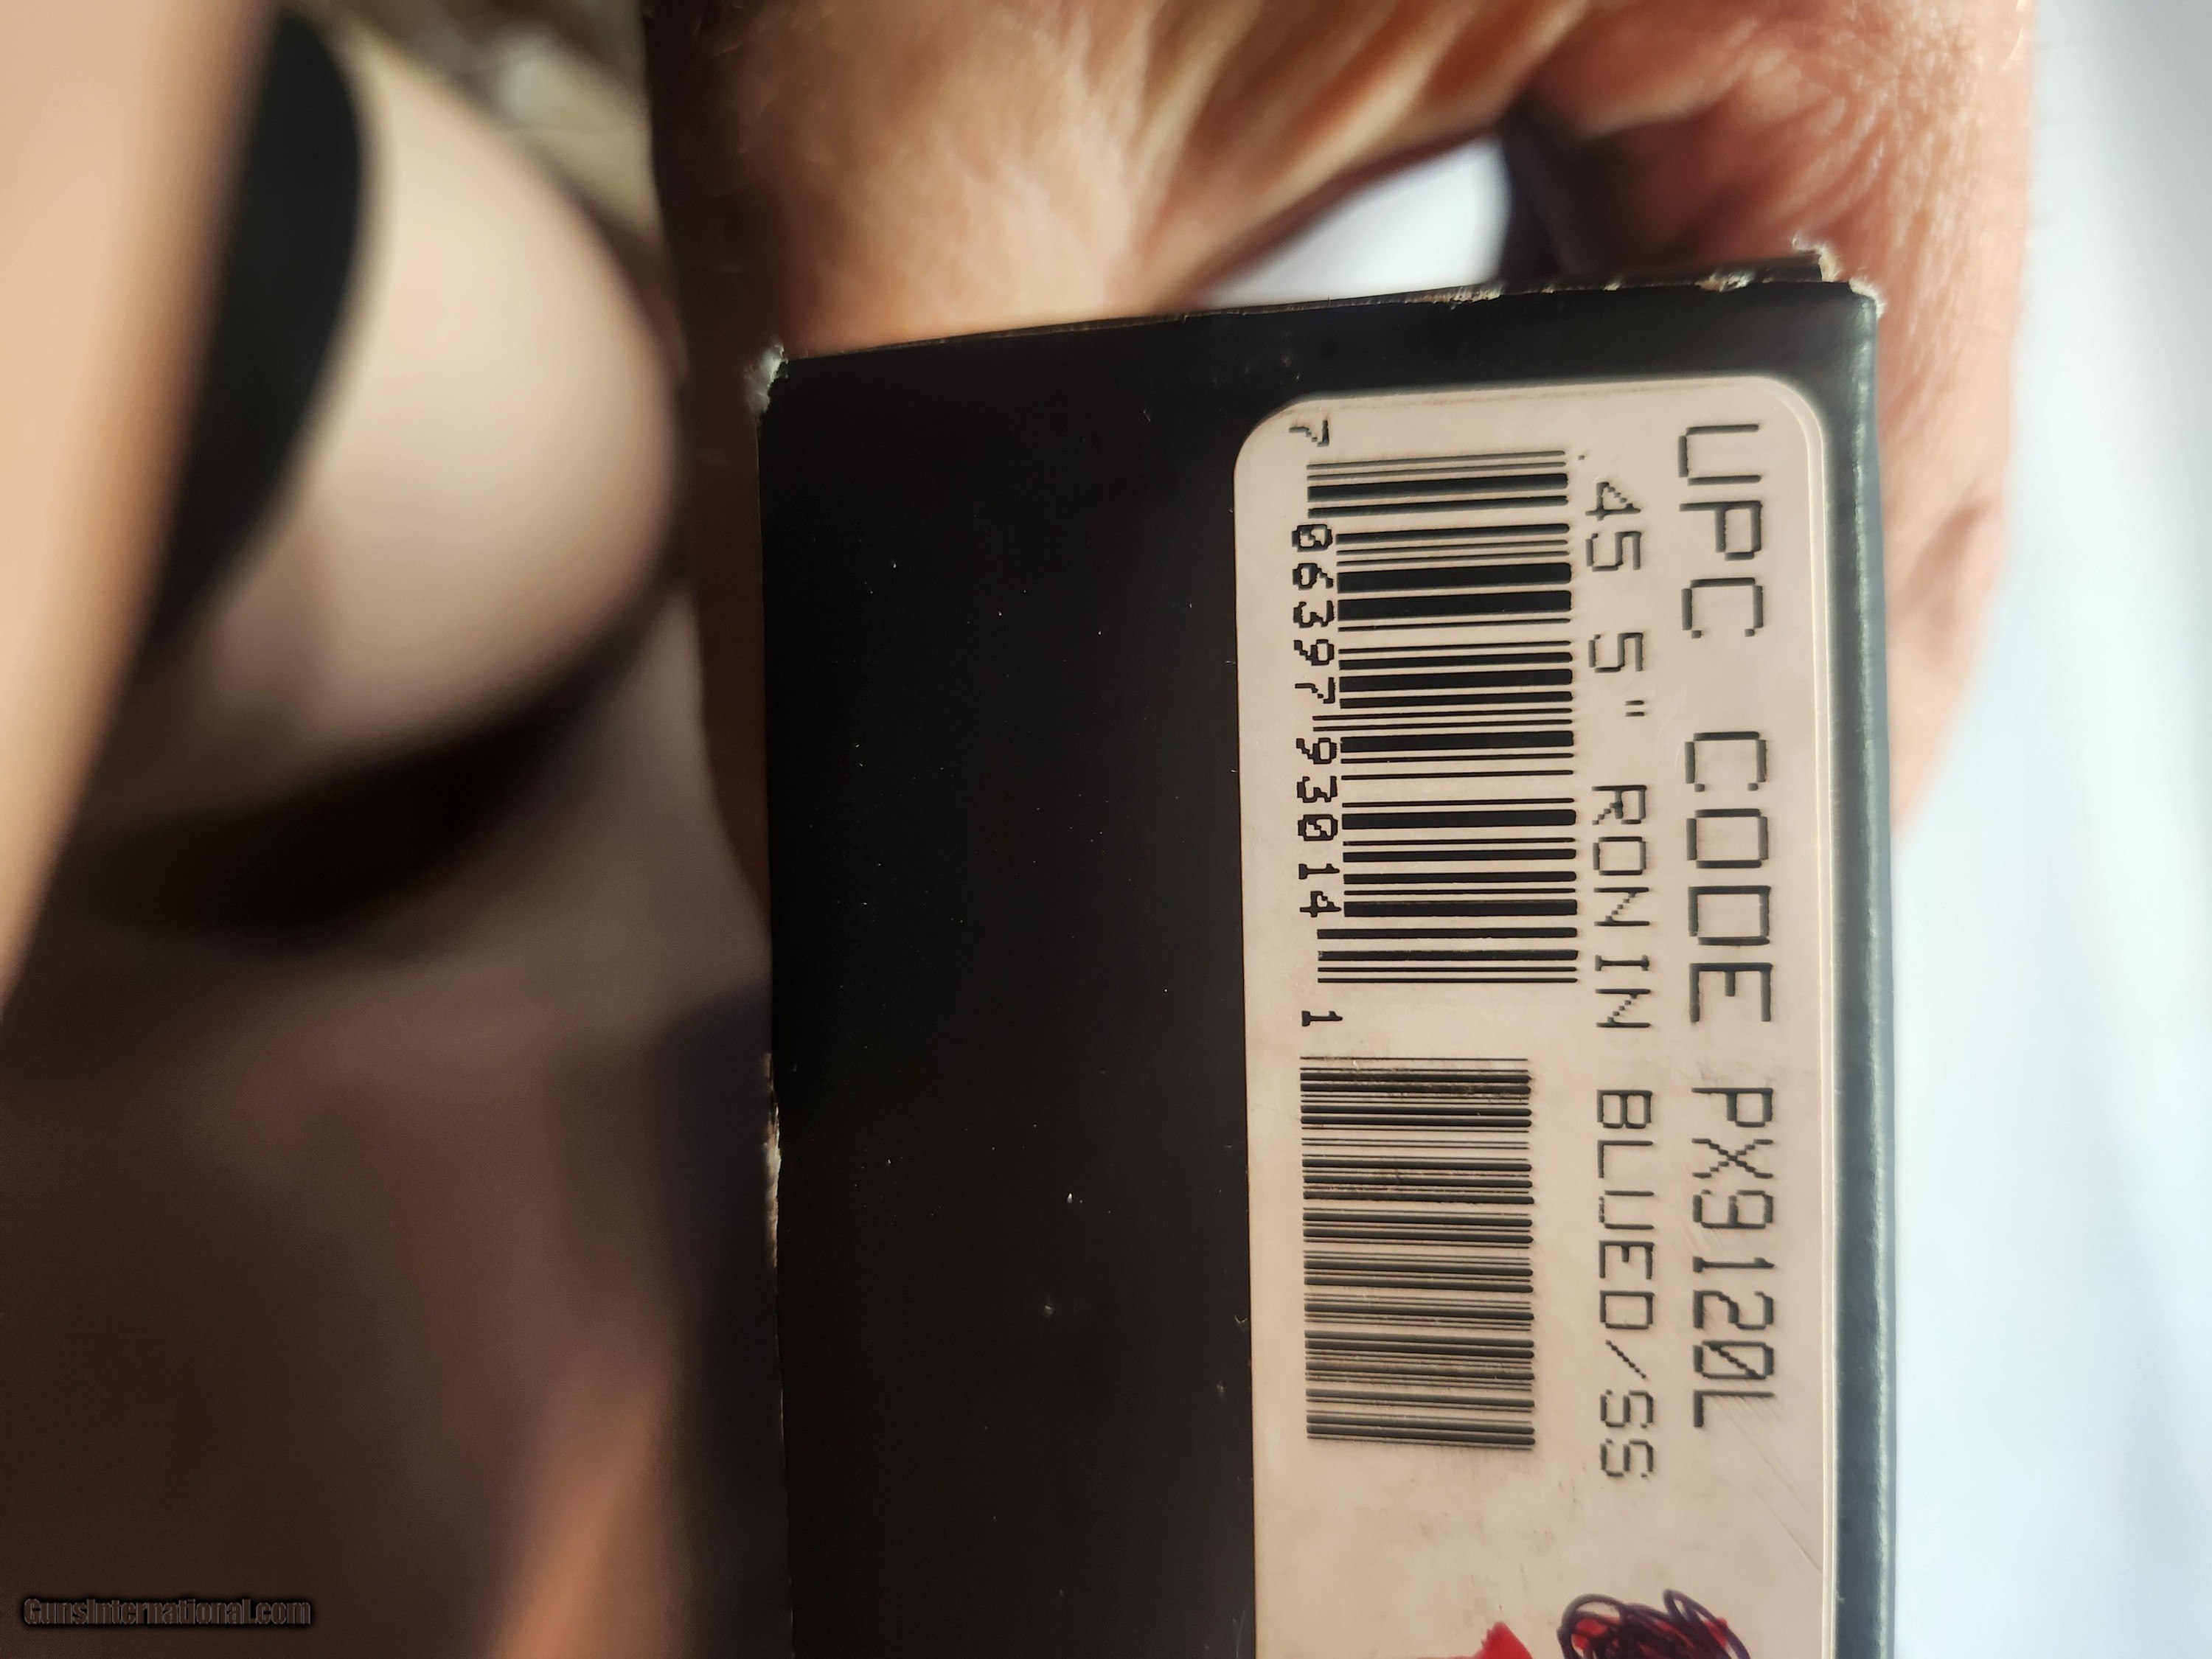 UPC CODE PX9120L
.45 5" RONIN BLUED/SS
7 06397 93014 1
GunsInternational.com